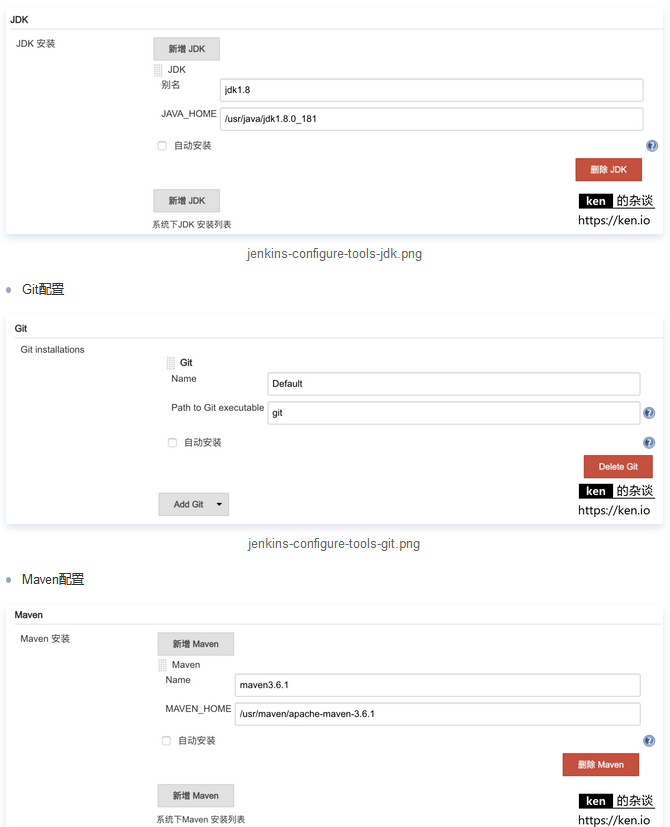 JDK
JDK 安装
新增 JDK
JDK
别名
jdk1.8
JAVA_HOME
/usr/java/jdk1.8.0_181
自动安装
删除 JDK
新增 JDK
系统下JDK 安装列表
ken 的杂谈
https://ken.io
jenkins-configure-tools-jdk.png
Git配置
Git
Git installations
Git
Name
Default
Path to Git executable
git
自动安装
Delete Git
Add Git
ken 的杂谈
https://ken.io
jenkins-configure-tools-git.png
Maven配置
Maven
Maven 安装
新增 Maven
Maven
Name
maven3.6.1
MAVEN_HOME
/usr/maven/apache-maven-3.6.1
自动安装
删除 Maven
新增 Maven
系统下Maven 安装列表
ken 的杂谈
https://ken.io